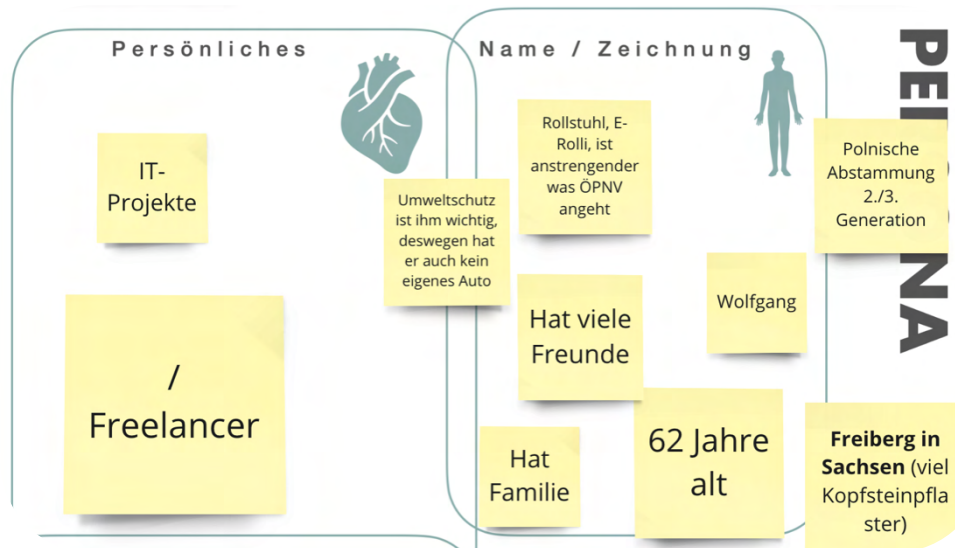 Persönliches
IT-
Projekte
/
Freelancer
Umweltschutz
ist ihm wichtig,
deswegen hat
er auch kein
eigenes Auto
Name / Zeichnung
Rollstuhl, E-
Rolli, ist
anstrengender
was ÖPNV
angeht
Hat viele
Freunde
Wolfgang
Hat
Familie
62 Jahre
alt
Polnische
Abstammung
2./3.
Generation
Freiberg in
Sachsen (viel
Kopfsteinpfla
ster)